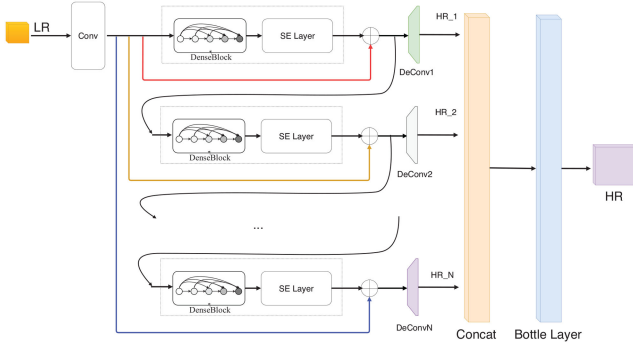 LR
Conv
DenseBlock
SE Layer
DeConv1
HR_1
DenseBlock
SE Layer
DeConv2
HR_2
...
DenseBlock
SE Layer
DeConvN
HR_N
Concat
Bottle Layer
HR